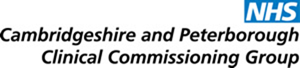 NHS
Cambridgeshire and Peterborough
Clinical Commissioning Group